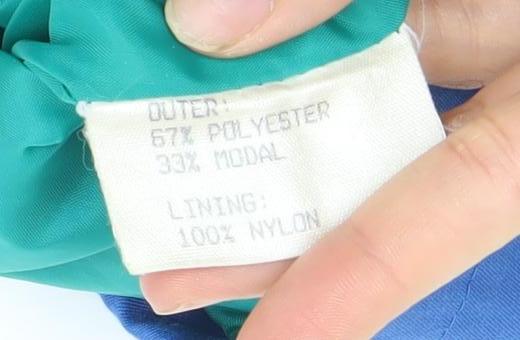 OUTER:
67% POLYESTER
33% MODAL
LINING:
100% NYLON